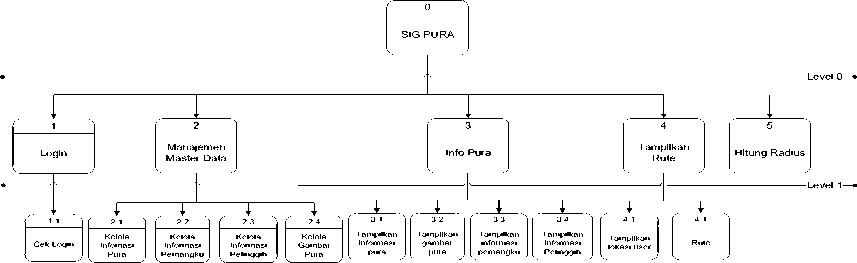 0
SIG PURA
Level 0
1
Login
2
Manajemen
Master Data
3
Info Pura
4
Tampilkan
Rute
5
Hitung Radius
Level 1
1.1
Cek Login
2.1
Kelola
Informasi
Pura
2.2
Kelola
Informasi
Pemangku
2.3
Kelola
Informasi
Pelinggih
2.4
Kelola
Gambar
Pura
3.1
Tampilkan
Informasi
pura
3.2
Tampilkan
gambar
pura
3.3
Tampilkan
informasi
pemangku
3.4
Tampilkan
Informasi
Pelinggih
4.1
Tampilkan
lokasi user
4.1
Rute